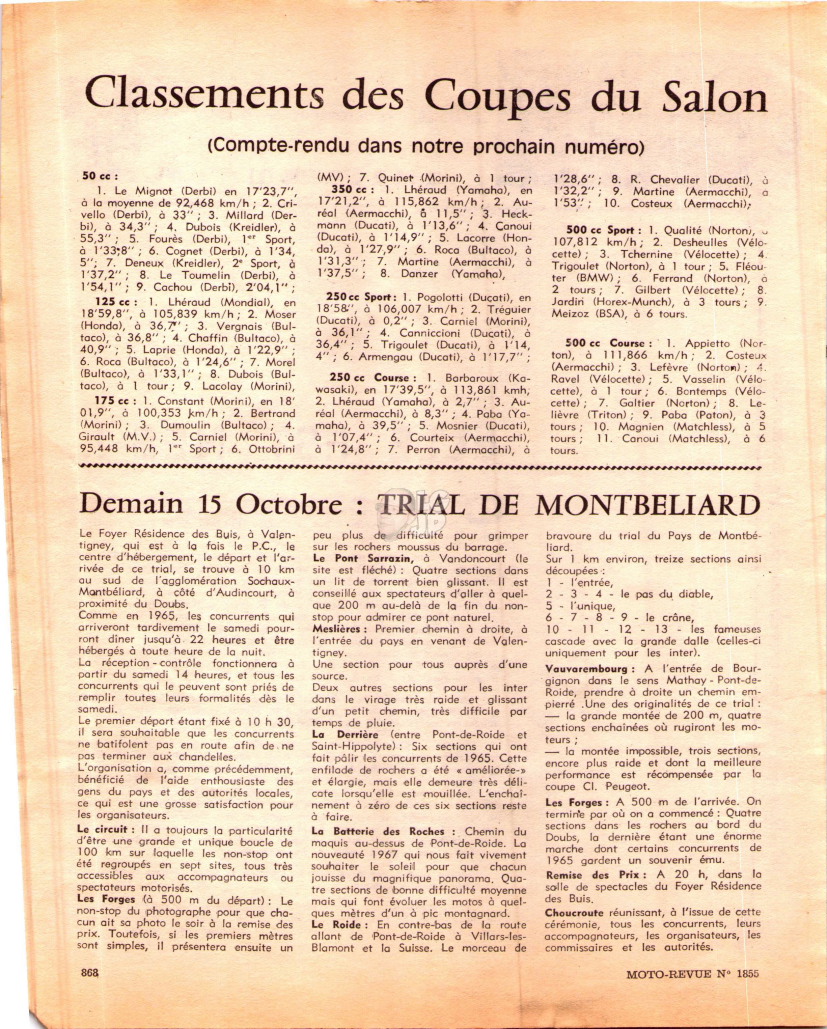 Classements des Coupes du Salon
(Compte-rendu dans notre prochain numéro)
50 cc :
1. Le Mignot (Derbi) en 17'23,7",
à la moyenne de 92,468 km/h ; 2. Cri-
vello (Derbi), à 33" ; 3. Millard (Der-
bi), à 34,3" ; 4. Dubois (Kreidler), à
55,3" ; 5. Fourès (Derbi), 1er Sport,
à 1'33,8" ; 6. Cognet (Derbi), à 1'34,
5" ; 7. Deneux (Kreidler), 2e Sport, à
1'37,2" ; 8. Le Toumelin (Derbi), à
1'54,1" ; 9. Cachou (Derbi), 2'04,1" ;
125 cc : 1. Lhéraud (Mondial), en
18'59,8", à 105,839 km/h ; 2. Moser
(Honda), à 36,7" ; 3. Vergnais (Bul-
taco), à 36,8" ; 4. Chaffin (Bultaco), à
40,9" ; 5. Laprie (Honda), à 1'22,9" ;
6. Roca (Bultaco), à 1'24,6" ; 7. Morel
(Bultaco), à 1'33,1" ; 8. Dubois (Bul-
taco), à 1 tour ; 9. Lacolay (Morini),
175 cc : 1. Constant (Morini), en 18'
01,9", à 100,353 km/h ; 2. Bertrand
(Morini) ; 3. Dumoulin (Bultaco) ; 4.
Girault (M.V.) ; 5. Carniel (Morini), à
95,448 km/h, 1er Sport ; 6. Ottobrini
(MV) ; 7. Quinet (Morini), à 1 tour ;
350 cc : 1. Lhéraud (Yamaha), en
17'21,2", à 115,862 km/h ; 2. Au-
réal (Aermacchi), à 11,5" ; 3. Heck-
mann (Ducati), à 1'13,6" ; 4. Canoui
(Ducati), à 1'14,9" ; 5. Lacorre (Hon-
da), à 1'27,9" ; 6. Roca (Bultaco), à
1'31,3" ; 7. Martine (Aermacchi), à
1'37,5" ; 8. Danzer (Yamaha),
250 cc Sport : 1. Pogolotti (Ducati), en
18'58", à 106,007 km/h ; 2. Tréguier
(Ducati), à 0,2" ; 3. Carniel (Morini),
à 36,1" ; 4. Canniccioni (Ducati), à
36,4" ; 5. Trigoulet (Ducati), à 1'14,
4" ; 6. Armengau (Ducati), à 1'17,7" ;
250 cc Course : 1. Barbaroux (Ka-
wasaki), en 17'39,5", à 113,861 kmh;
2. Lhéraud (Yamaha), à 2,7" ; 3. Au-
réal (Aermacchi), à 8,3" ; 4. Paba (Ya-
maha), à 39,5" ; 5. Mosnier (Ducati),
à 1'07,4" ; 6. Courteix (Aermacchi),
à 1'24,8" ; 7. Perron (Aermacchi), à
1'28,6" ; 8. R. Chevalier (Ducati), à
1'32,2" ; 9. Martine (Aermacchi), a
1'53" ; 10. Costeux (Aermacchi);
500 cc Sport : 1. Qualité (Norton),
107,812 km/h ; 2. Desheulles (Vélo-
cette) ; 3. Tchernine (Vélocette) ; 4.
Trigoulet (Norton), à 1 tour ; 5. Fléou-
ter (BMW) ; 6. Ferrand (Norton), à
2 tours ; 7. Gilbert (Vélocette) ; 8.
Jardin (Horex-Munch), à 3 tours ; 9.
Meizoz (BSA), à 6 tours.
500 cc Course : 1. Appietto (Nor-
ton), à 111,866 km/h ; 2. Costeux
(Aermacchi) ; 3. Lefèvre (Norton) ; 4.
Ravel (Vélocette) ; 5. Vasselin (Vélo-
cette), à 1 tour ; 6. Bontemps (Vélo-
cette) ; 7. Galtier (Norton) ; 8. Le-
lièvre (Triton) ; 9. Paba (Paton), à 3
tours ; 10. Magnien (Matchless), à 5
tours ; 11. Canoui (Matchless), à 6
tours.
Demain 15 Octobre : TRIAL DE MONTBELIARD
Le Foyer Résidence des Buis, à Valen-
tigney, qui est à la fois le P.C., le
centre d'hébergement, le départ et l'ar-
rivée de ce trial, se trouve à 10 km
au sud de l'agglomération Sochaux-
Montbéliard, à côté d'Audincourt, à
proximité du Doubs.
Comme en 1965, les concurrents qui
arriveront tardivement le samedi pour-
ront dîner jusqu'à 22 heures et être
hébergés à toute heure de la nuit.
La réception - contrôle fonctionnera à
partir du samedi 14 heures, et tous les
concurrents qui le peuvent sont priés de
remplir toutes leurs formalités dès le
samedi.
Le premier départ étant fixé à 10 h 30,
il sera souhaitable que les concurrents
ne batifolent pas en route afin de ne
pas terminer aux chandelles.
L'organisation a, comme précédemment,
bénéficié de l'aide enthousiaste des
gens du pays et des autorités locales,
ce qui est une grosse satisfaction pour
les organisateurs.
Le circuit : Il a toujours la particularité
d'être une grande et unique boucle de
100 km sur laquelle les non-stop ont
été regroupés en sept sites, tous très
accessibles aux accompagnateurs ou
spectateurs motorisés.
Les Forges (à 500 m du départ) : Le
non-stop du photographe pour que cha-
cun ait sa photo le soir à la remise des
prix. Toutefois, si les premiers mètres
sont simples, il présentera ensuite un
peu plus de difficulté pour grimper
sur les rochers moussus du barrage.
Le Pont Sarrazin, à Vandoncourt (le
site est fléché) : Quatre sections dans
un lit de torrent bien glissant. Il est
conseillé aux spectateurs d'aller à quel-
que 200 m au-delà de la fin du non-
stop pour admirer ce pont naturel.
Meslières : Premier chemin à droite, à
l'entrée du pays en venant de Valen-
tigney.
Une section pour tous auprès d'une
source.
Deux autres sections pour les inter
dans le virage très raide et glissant
d'un petit chemin, très difficile par
temps de pluie.
La Derrière (entre Pont-de-Roide et
Saint-Hippolyte) : Six sections qui ont
fait pâlir les concurrents de 1965. Cette
enfilade de rochers a été « améliorée »
et élargie, mais elle demeure très déli-
cate lorsqu'elle est mouillée. L'enchaî-
nement à zéro de ces six sections reste
à faire.
La Batterie des Roches : Chemin du
maquis au-dessus de Pont-de-Roide. La
nouveauté 1967 qui nous fait vivement
souhaiter le soleil pour que chacun
jouisse du magnifique panorama. Qua-
tre sections de bonne difficulté moyenne
mais qui font évoluer les motos à quel-
ques mètres d'un à pic montagnard.
Le Roide : En contre-bas de la route
allant de Pont-de-Roide à Villars-les-
Blamont et la Suisse. Le morceau de
bravoure du trial du Pays de Montbé-
liard.
Sur 1 km environ, treize sections ainsi
découpées :
1 - l'entrée,
2 - 3 - 4 - le pas du diable,
5 - l'unique,
6 - 7 - 8 - 9 - le crâne,
10 - 11 - 12 - 13 - les fameuses
cascade avec la grande dalle (celles-ci
uniquement pour les inter).
Vauvarembourg : A l'entrée de Bour-
gignon dans le sens Mathay - Pont-de-
Roide, prendre à droite un chemin em-
pierré .Une des originalités de ce trial :
— la grande montée de 200 m, quatre
sections enchaînées où rugiront les mo-
teurs ;
— la montée impossible, trois sections,
encore plus raide et dont la meilleure
performance est récompensée par la
coupe Cl. Peugeot.
Les Forges : A 500 m de l'arrivée. On
termine par où on a commencé : Quatre
sections dans les rochers au bord du
Doubs, la dernière étant une énorme
marche dont certains concurrents de
1965 gardent un souvenir ému.
Remise des Prix : A 20 h, dans la
salle de spectacles du Foyer Résidence
des Buis.
Choucroute réunissant, à l'issue de cette
cérémonie, tous les concurrents, leurs
accompagnateurs, les organisateurs, les
commissaires et les autorités.
868
MOTO-REVUE N° 1855